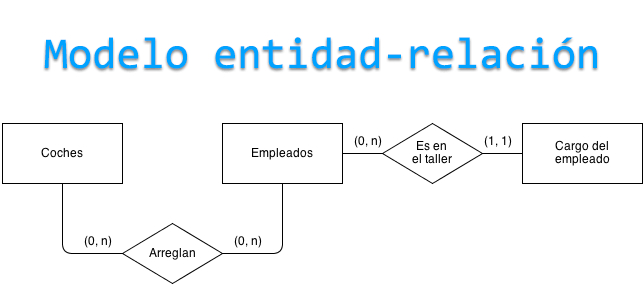 Modelo entidad-relación
(0, n)
(1, 1)
Coches
Empleados
Es en
el taller
Cargo del
empleado
(0, n)
(0, n)
Arreglan